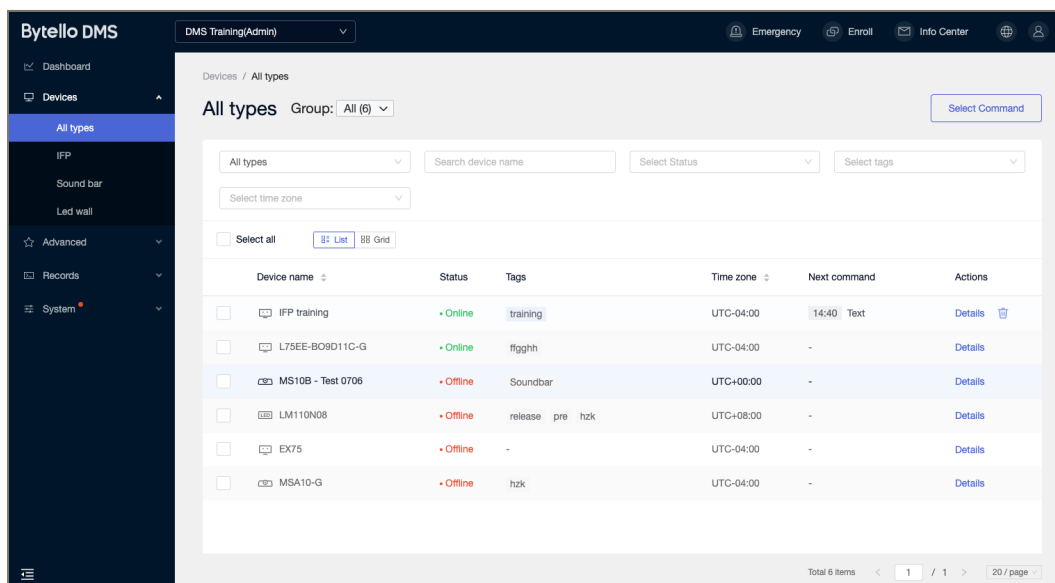 Bytello DMS
DMS Training(Admin)
Emergency
Enroll
Info Center
Dashboard
Devices
All types
IFP
Sound bar
Led wall
Advanced
Records
System
Devices / All types
All types Group: All (6)
Select Command
All types
Search device name
Select Status
Select tags
Select time zone
Select all List Grid
Device name Status Tags Time zone Next command Actions
IFP training • Online training UTC-04:00 14:40 Text Details
L75EE-BO9D11C-G • Online ffgghh UTC-04:00 - Details
MS10B - Test 0706 • Offline Soundbar UTC+00:00 - Details
LED LM110N08 • Offline release pre hzk UTC+08:00 - Details
EX75 • Offline - UTC-04:00 - Details
MSA10-G • Offline hzk UTC-04:00 - Details
Total 6 items < 1 / 1 > 20 / page